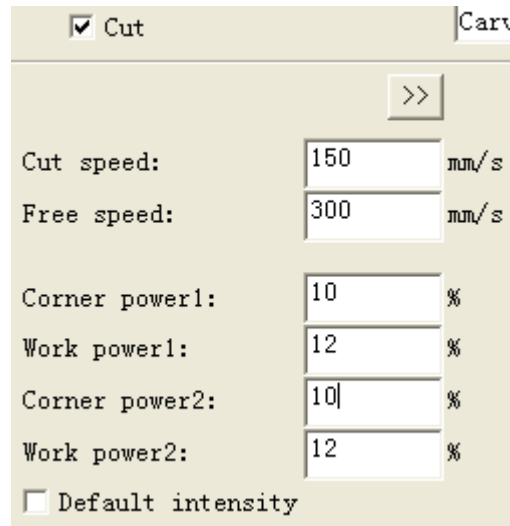 Cut
>>
Cut speed: 150 mm/s
Free speed: 300 mm/s
Corner power1: 10 %
Work power1: 12 %
Corner power2: 10 %
Work power2: 12 %
Default intensity